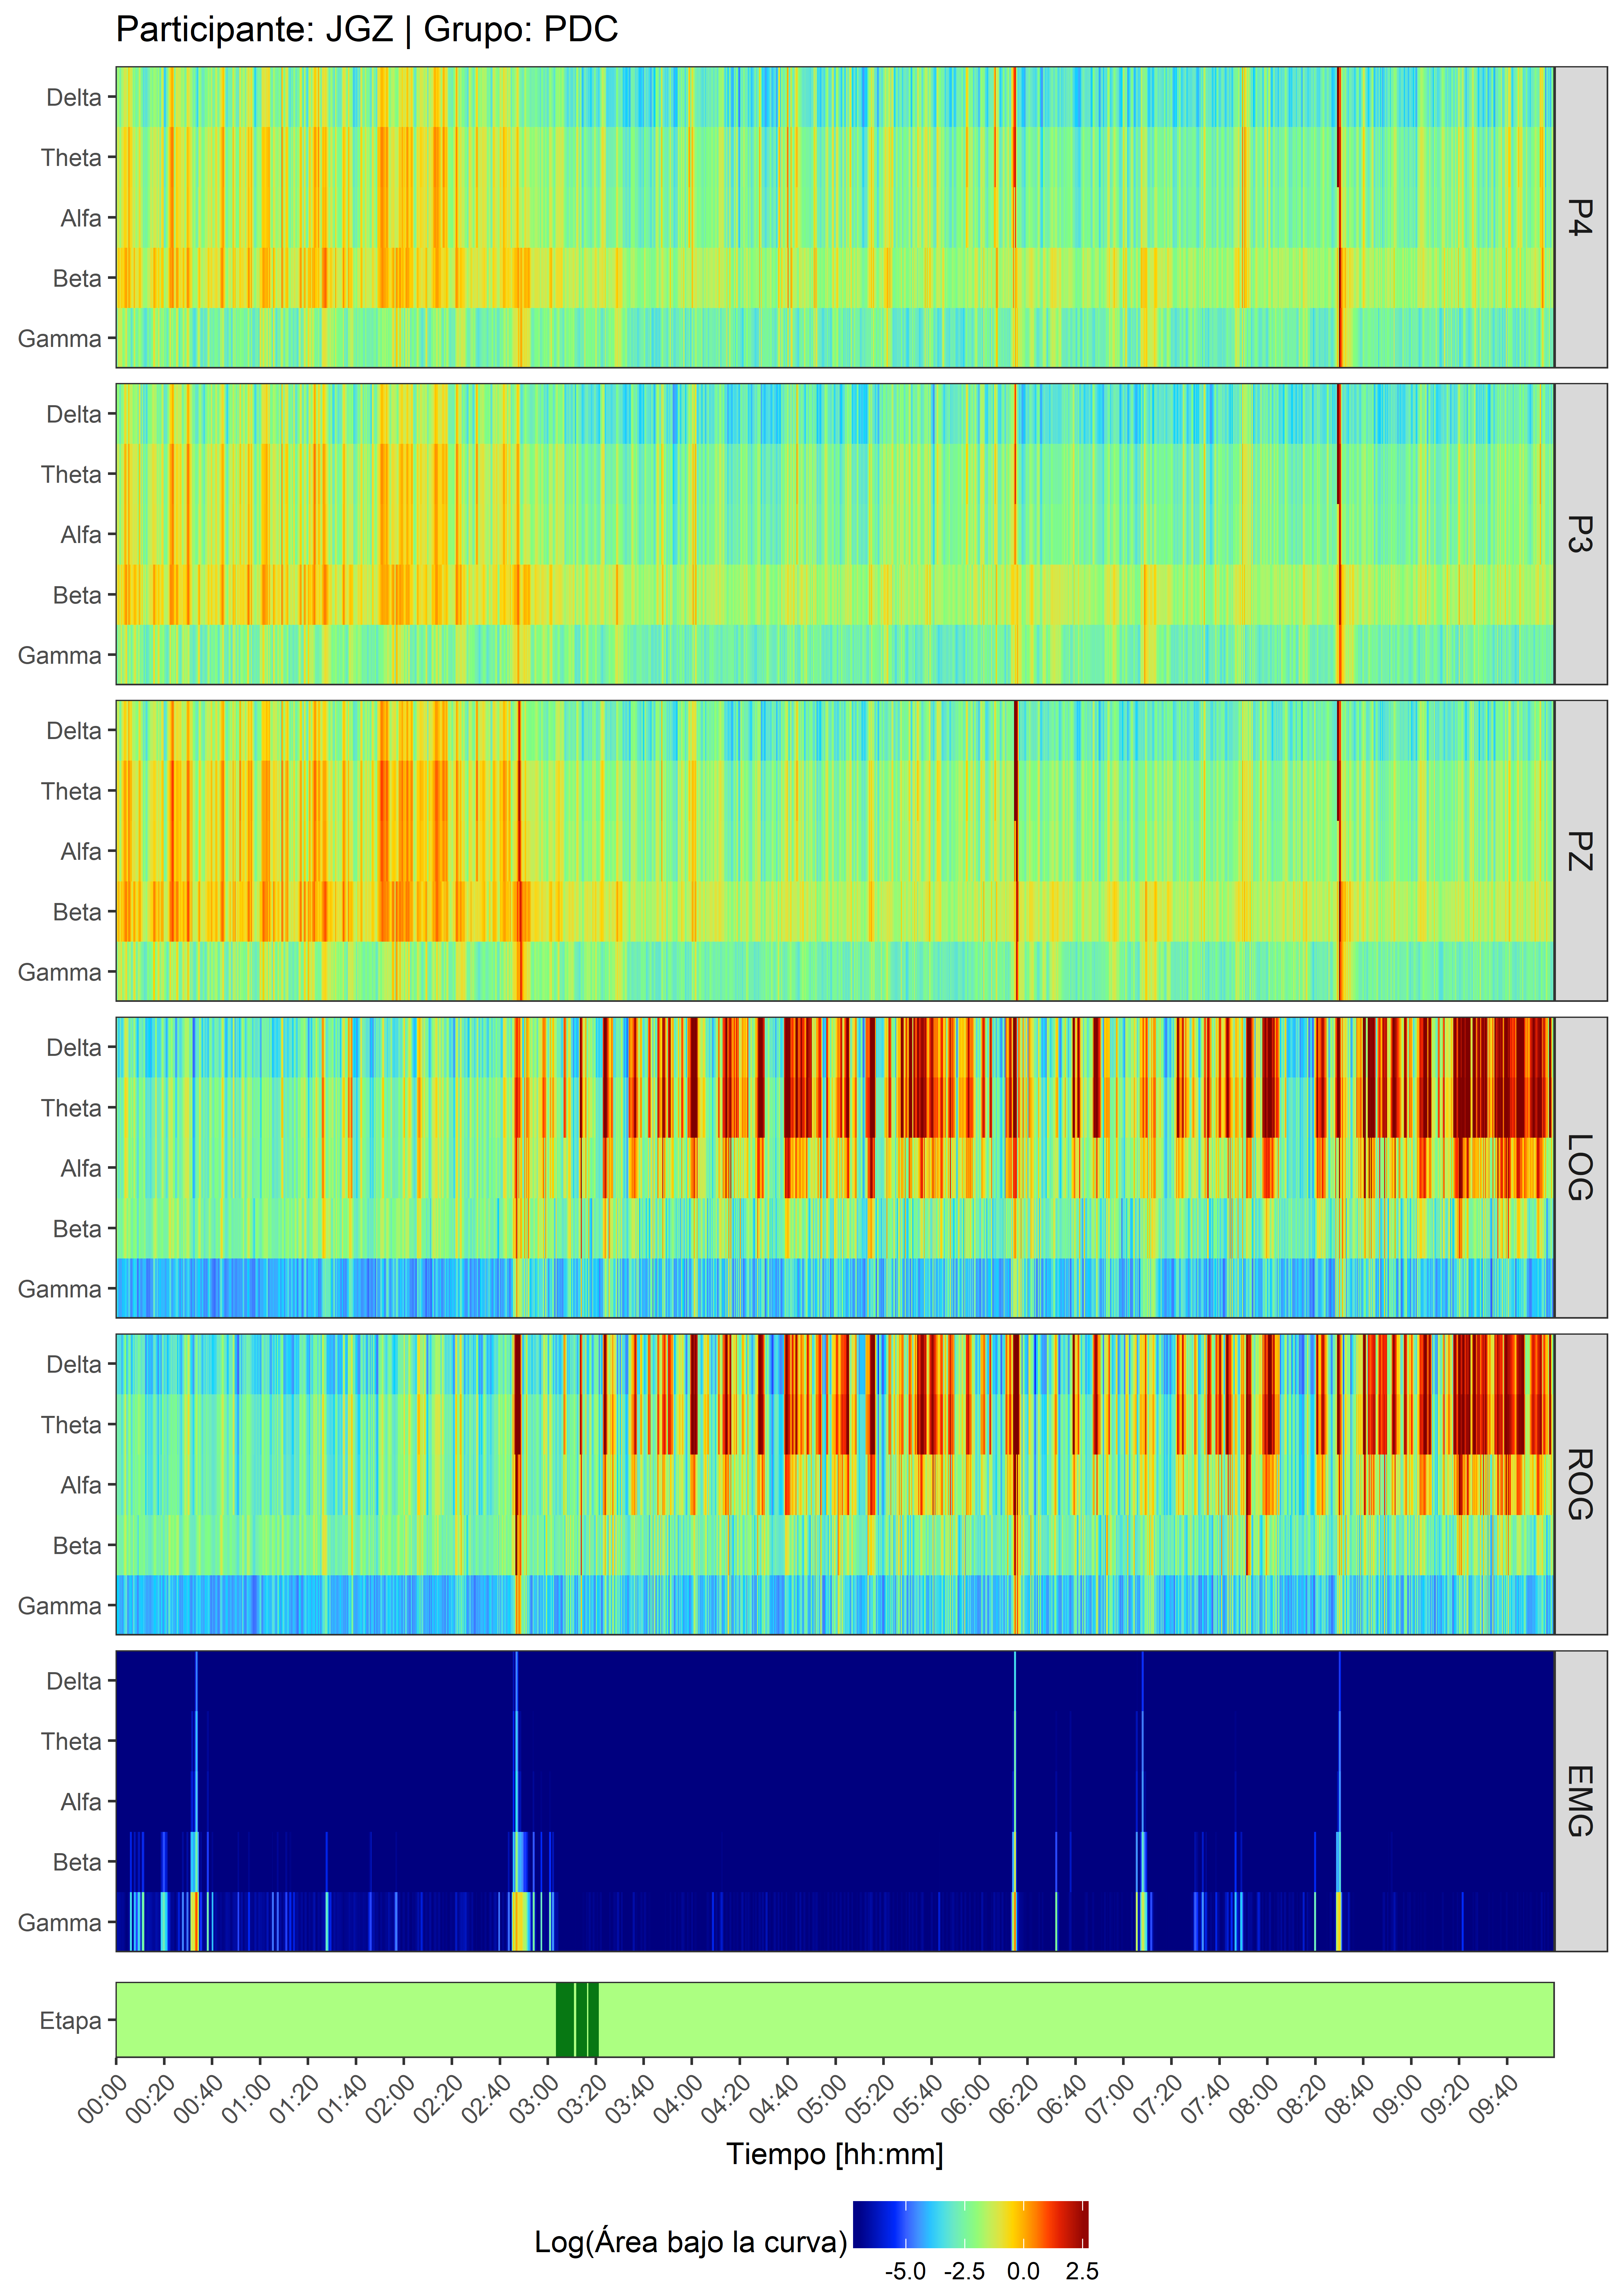 Participante: JGZ | Grupo: PDC
Delta
Theta
Alfa
Beta
Gamma
P4
Delta
Theta
Alfa
Beta
Gamma
P3
Delta
Theta
Alfa
Beta
Gamma
PZ
Delta
Theta
Alfa
Beta
Gamma
LOG
Delta
Theta
Alfa
Beta
Gamma
ROG
Delta
Theta
Alfa
Beta
Gamma
EMG
Etapa
00:00 00:20 00:40 01:00 01:20 01:40 02:00 02:20 02:40 03:00 03:20 03:40 04:00 04:20 04:40 05:00 05:20 05:40 06:00 06:20 06:40 07:00 07:20 07:40 08:00 08:20 08:40 09:00 09:20 09:40
Tiempo [hh:mm]
Log(Área bajo la curva)
-5.0 -2.5 0.0 2.5